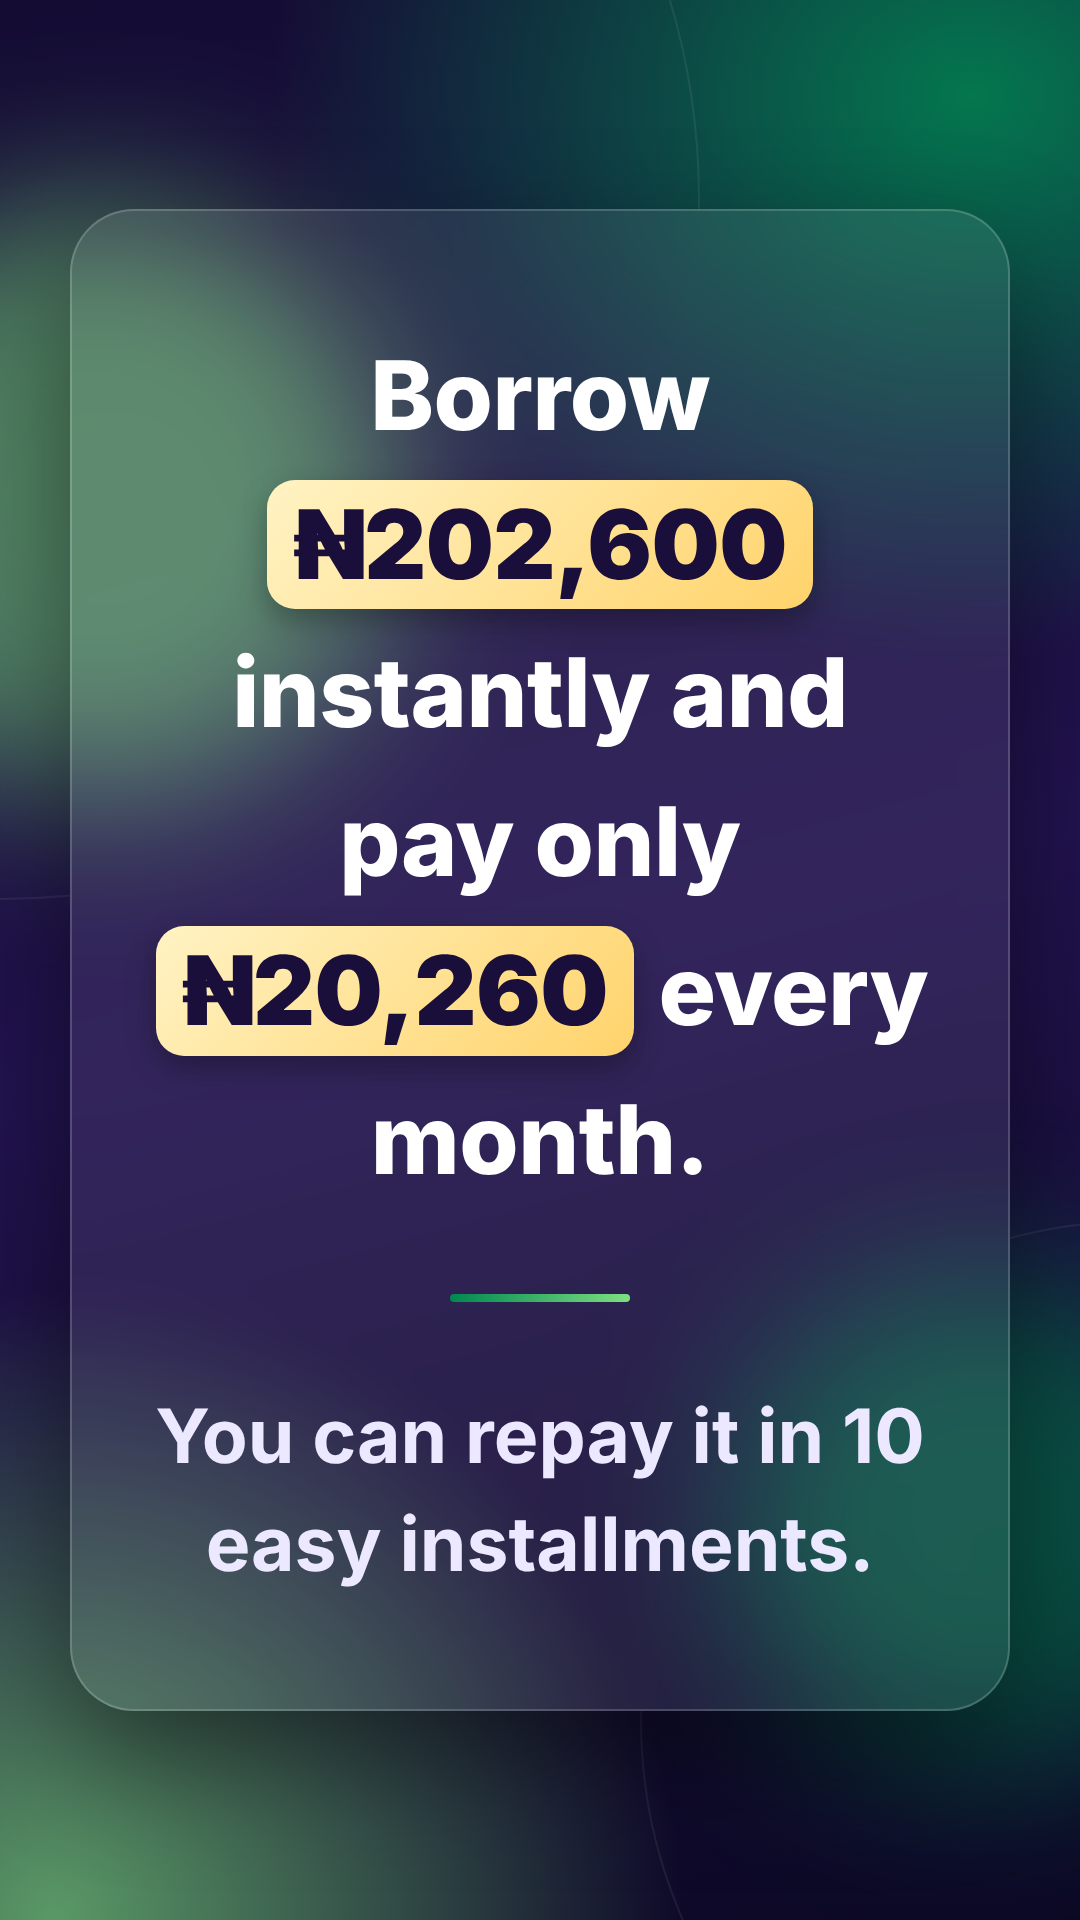 Borrow
₦202,600
instantly and
pay only
₦20,260 every
month.
You can repay it in 10
easy installments.